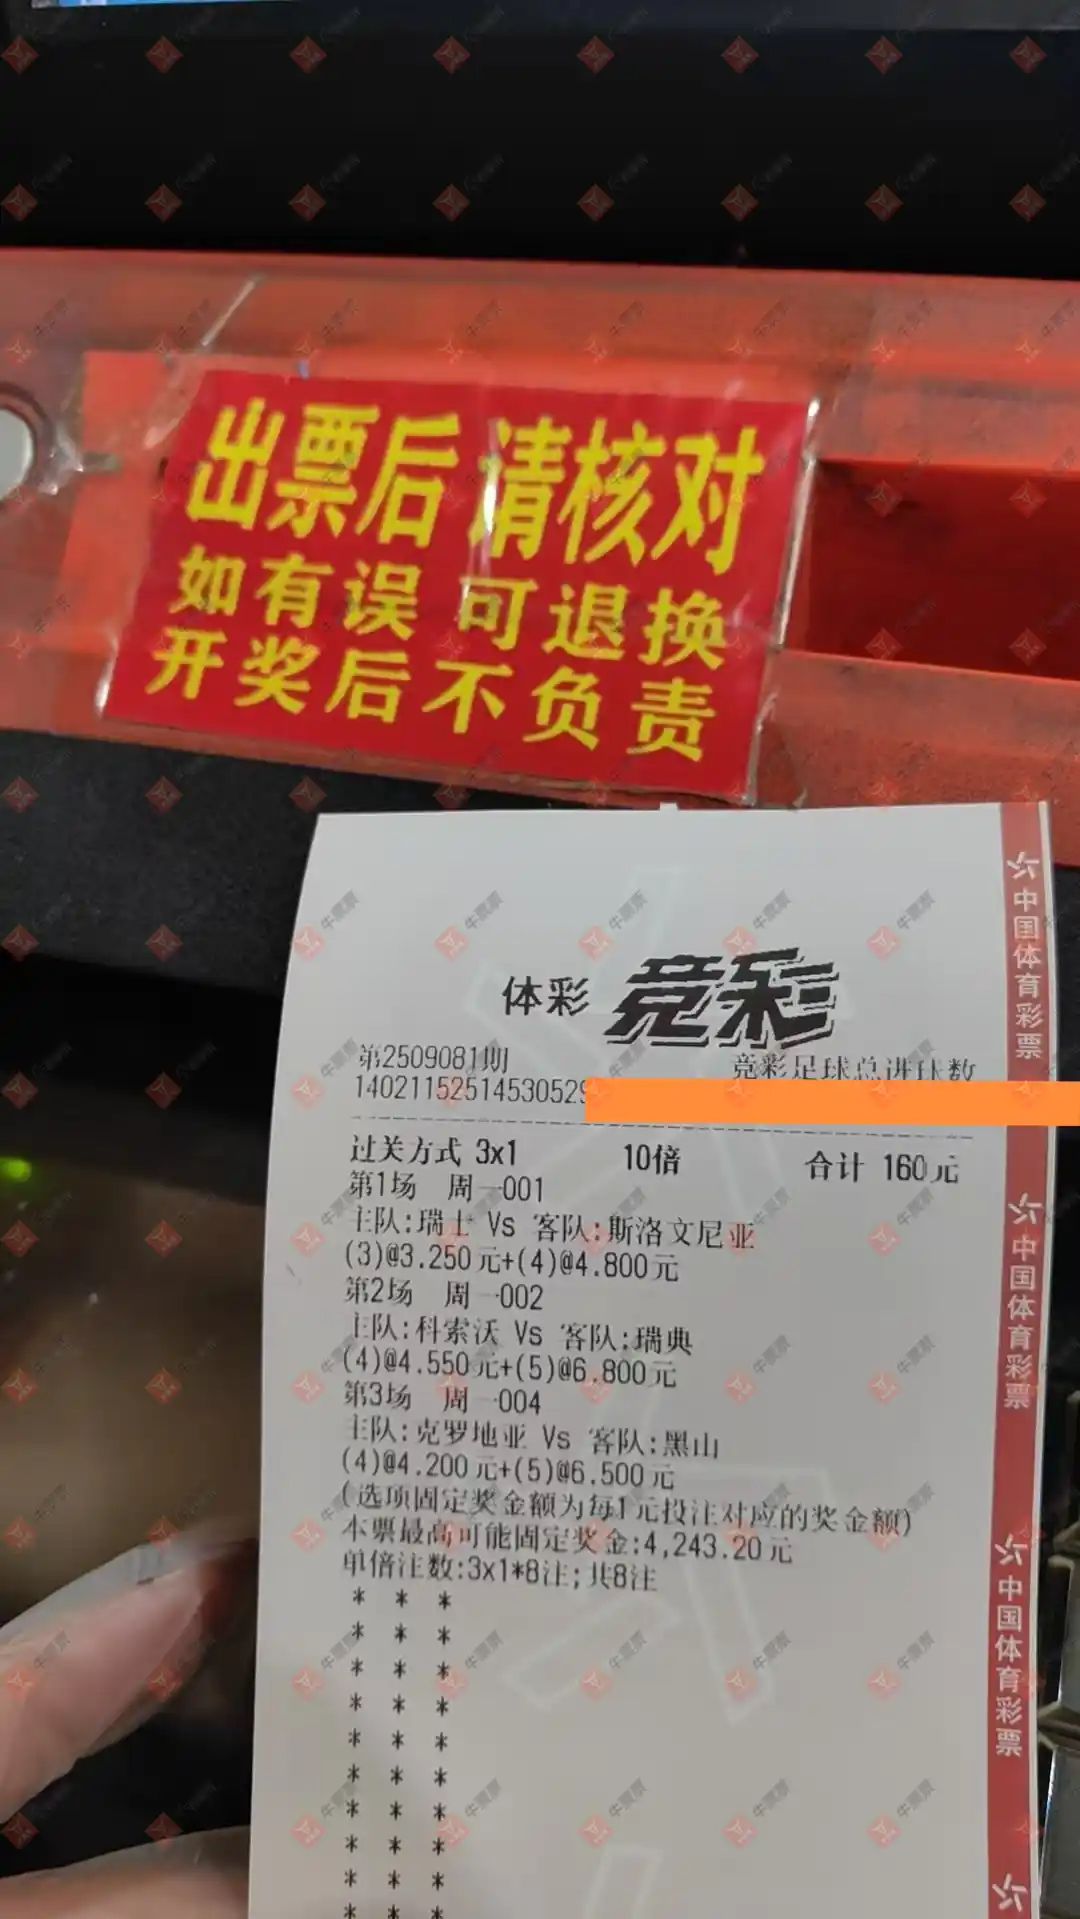 出票后 请核对
如有误 可退换
开奖后不负责
体彩 竞彩
第2509081期 竞彩足球总进球数
1402115251453052
过关方式 3x1 10倍 合计 160元
第1场 周一001
主队:瑞士 Vs 客队:斯洛文尼亚
(3)@3.250元+(4)@4.800元
第2场 周一002
主队:科索沃 Vs 客队:瑞典
(4)@4.550元+(5)@6.800元
第3场 周一004
主队:克罗地亚 Vs 客队:黑山
(4)@4.200元+(5)@6.500元
(选项固定奖金额为每1元投注对应的奖金额)
本票最高可能固定奖金:4,243.20元
单倍注数:3x1*8注;共8注
* * *
* * *
* * *
* * *
* * *
* * *
* * *
* * *
* * *
* * *
中国体育彩票
中国体育彩票
中国体育彩票
牛票票